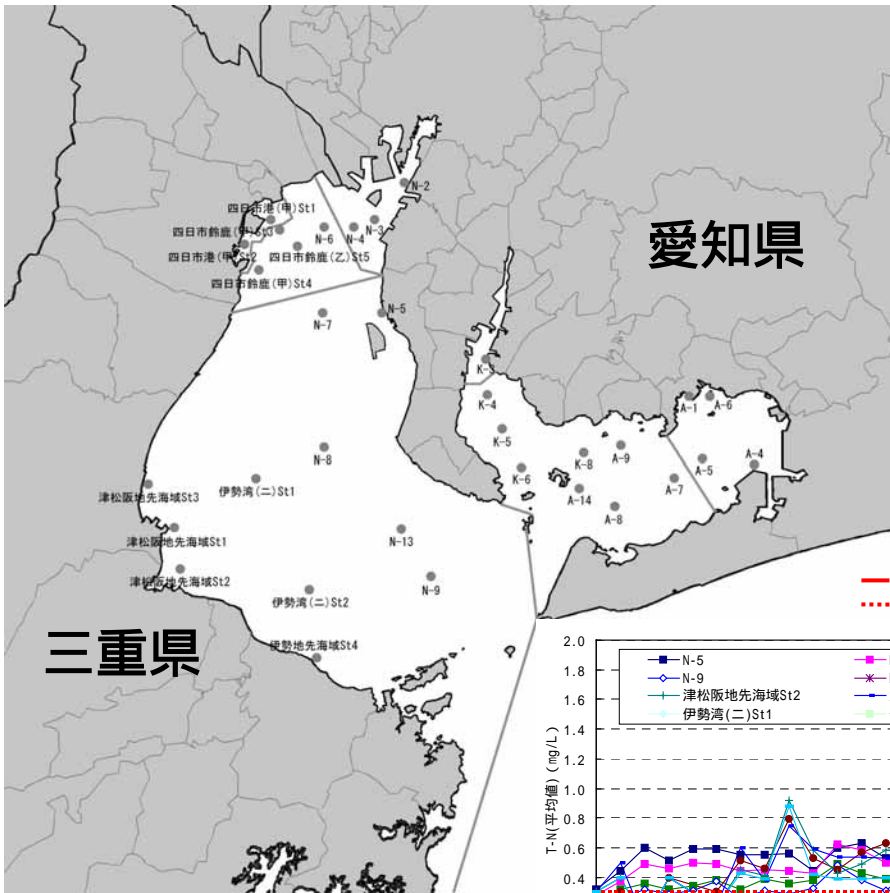 N-2
四日市港(甲)St1
N-3
四日市鈴鹿( )St3
N-6
N-4
四日市港(甲)St2
四日市鈴鹿(乙)St5
四日市鈴鹿(甲)St4
愛知県
N-5
N-7
K-4
A-1
A-6
K-5
N-8
K-8
A-9
A-5
A-4
K-6
伊勢湾(ニ)St1
津松阪地先海域St3
A-14
A-7
A-8
津松阪地先海域St1
N-13
津松阪地先海域St2
N-9
伊勢湾(ニ)St2
三重県
伊勢地先海域St4
T-N(平均値)(mg/L)
2.0
1.8
1.6
1.4
1.2
1.0
0.8
0.6
0.4
N-5
N-9
津松阪地先海域St2
伊勢湾(二)St1